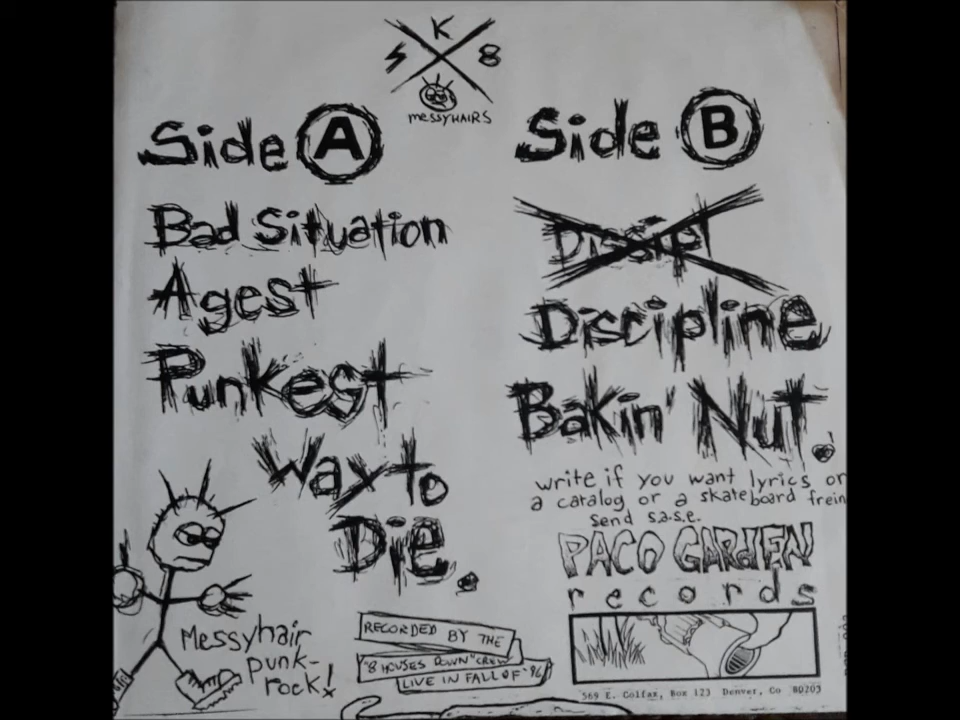 K
S 8
messyHAIRS
Side A
Bad Situation
Agest
Punkest
Way to
Die.
Messyhair
punk-
rock!
RECORDED BY THE
"8 HOUSES DOWN" CREW
LIVE IN FALL OF '96
Side B
Discipl
Discipline
Bakin' Nut.
write if you want lyrics or
a catalog or a skateboard frein
send s.a.s.e.
PACO GARDEN
records
569 E. Colfax, Box 123 Denver, Co 80203